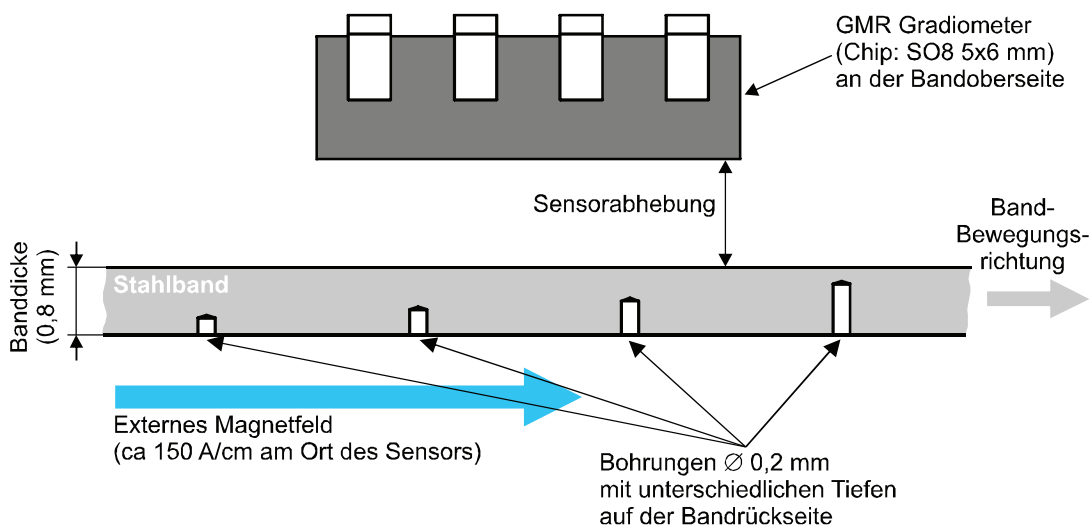 GMR Gradiometer
(Chip: SO8 5x6 mm)
an der Bandoberseite
Sensorabhebung
Band-
Bewegungs-
richtung
Banddicke
(0,8 mm)
Stahlband
Externes Magnetfeld
(ca 150 A/cm am Ort des Sensors)
Bohrungen ∅ 0,2 mm
mit unterschiedlichen Tiefen
auf der Bandrückseite